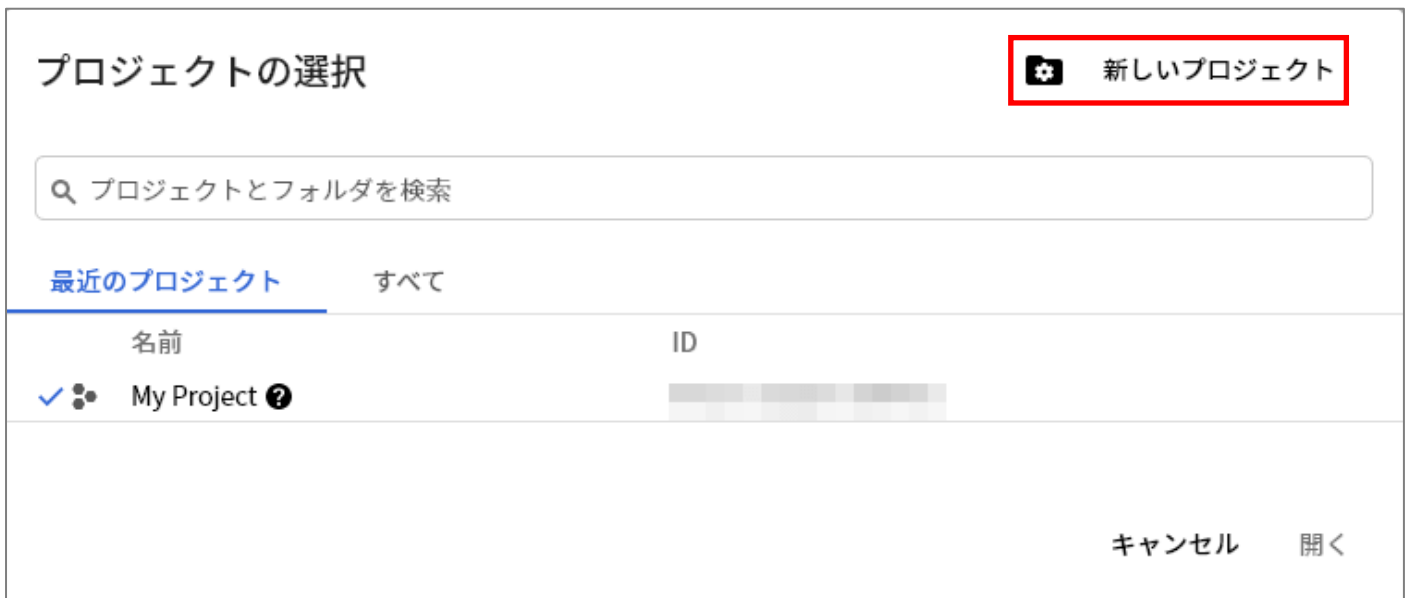 プロジェクトの選択
新しいプロジェクト
プロジェクトとフォルダを検索
最近のプロジェクト すべて
名前 ID
My Project
キャンセル 開く